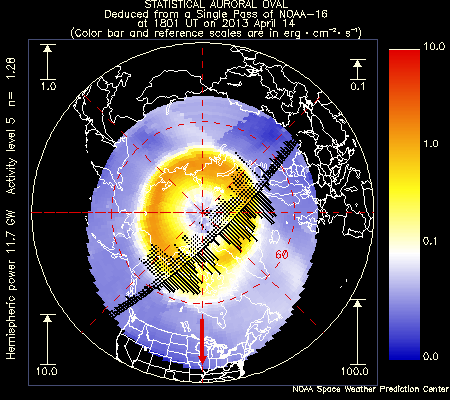 STATISTICAL AURORAL OVAL
Deduced from a Single Pass of NOAA-16
at 1801 UT on 2013 April 14
(Color bar and reference scales are in erg · cm⁻² · s⁻¹)
1.0
0.1
10.0
1.0
0.1
0.0
60
10.0
100.0
Hemispheric power 11.7 GW Activity level 5 n= 1.28
NOAA Space Weather Prediction Center